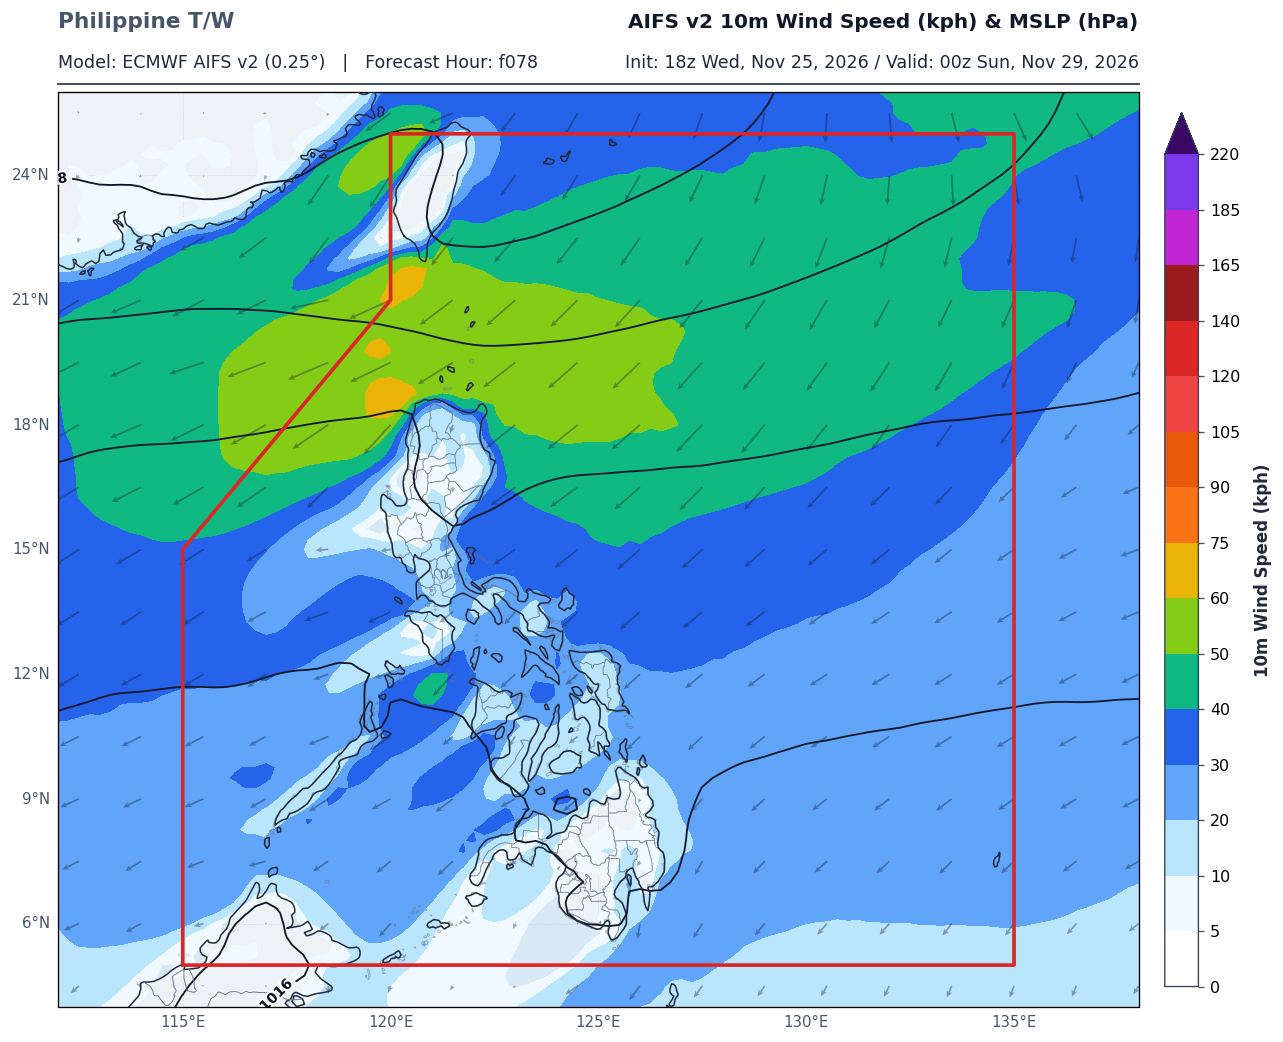 Philippine T/W
AIFS v2 10m Wind Speed (kph) & MSLP (hPa)
Model: ECMWF AIFS v2 (0.25°) | Forecast Hour: f078
Init: 18z Wed, Nov 25, 2026 / Valid: 00z Sun, Nov 29, 2026
24°N
21°N
18°N
15°N
12°N
9°N
6°N
8
1016
115°E
120°E
125°E
130°E
135°E
220
185
165
140
120
105
90
75
60
50
40
30
20
10
5
0
10m Wind Speed (kph)